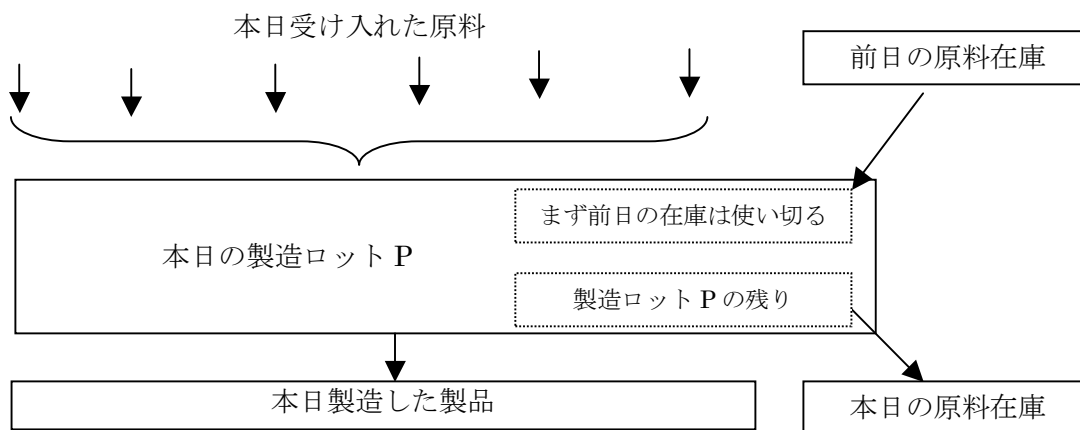 本日受け入れた原料
前日の原料在庫
まず前日の在庫は使い切る
本日の製造ロット P
製造ロット P の残り
本日製造した製品
本日の原料在庫